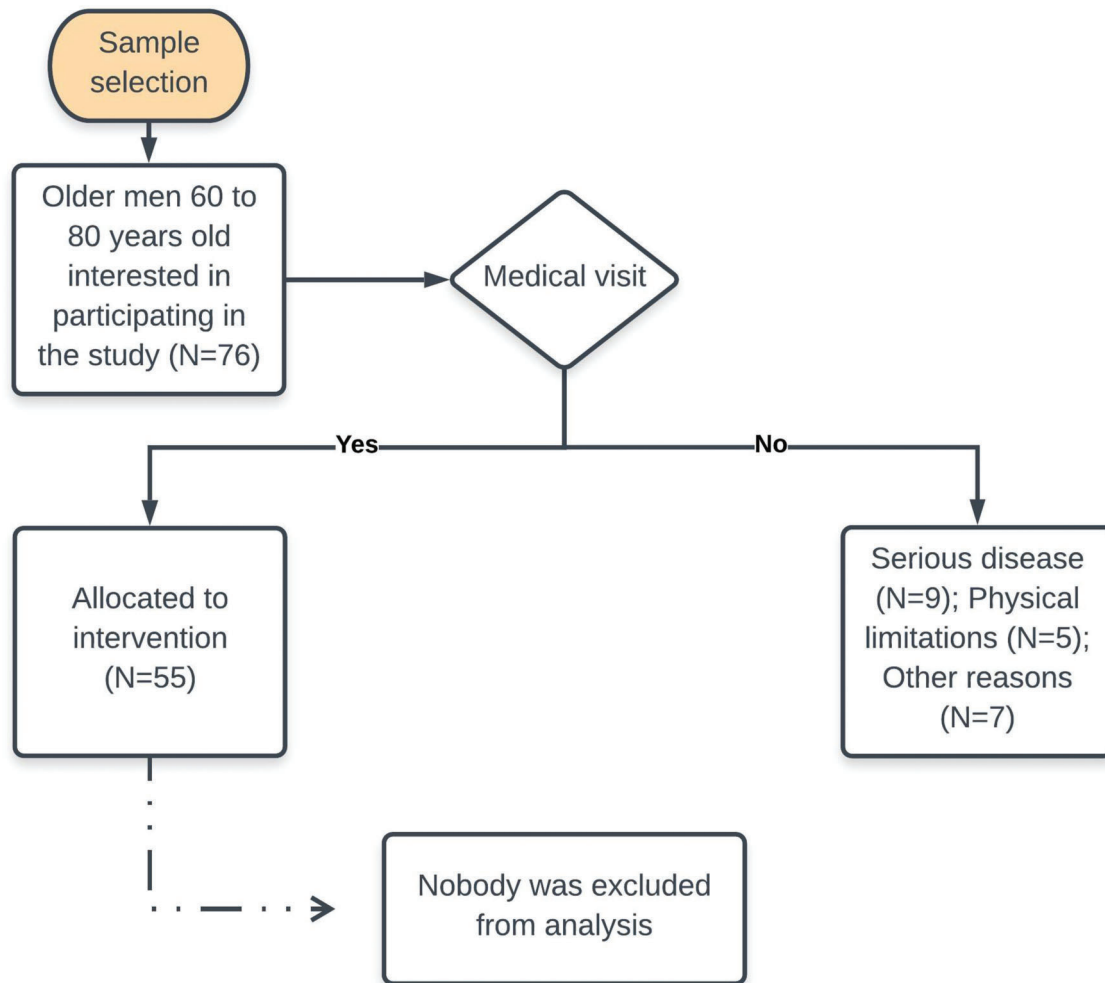 Sample
selection
Older men 60 to
80 years old
interested in
participating in
the study (N=76)
Medical visit
Yes
No
Allocated to
intervention
(N=55)
Serious disease
(N=9); Physical
limitations (N=5);
Other reasons
(N=7)
Nobody was excluded
from analysis